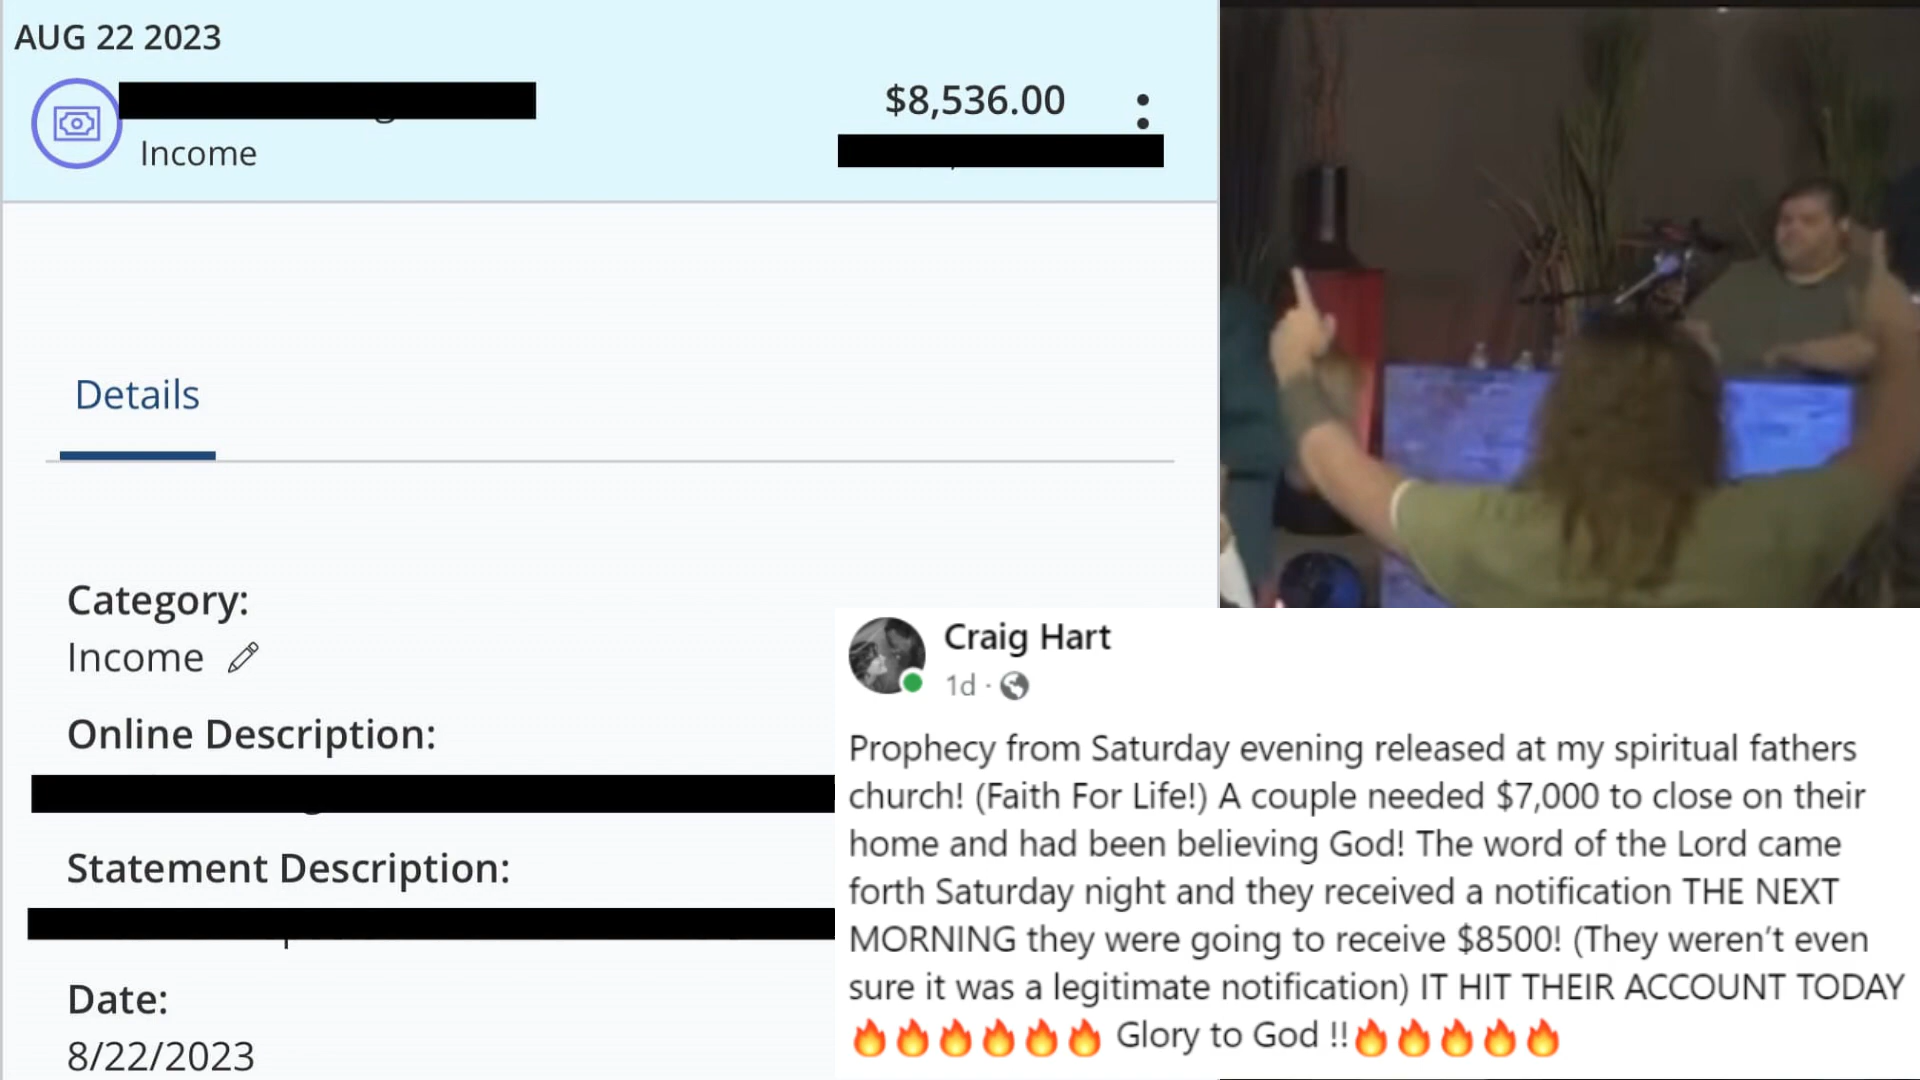 AUG 22 2023
$8,536.00
Income
Details
Category:
Income
Online Description:
Statement Description:
Date:
8/22/2023
Craig Hart
1d ·
Prophecy from Saturday evening released at my spiritual fathers
church! (Faith For Life!) A couple needed $7,000 to close on their
home and had been believing God! The word of the Lord came
forth Saturday night and they received a notification THE NEXT
MORNING they were going to receive $8500! (They weren't even
sure it was a legitimate notification) IT HIT THEIR ACCOUNT TODAY
🔥🔥🔥🔥🔥🔥 Glory to God !!🔥🔥🔥🔥🔥